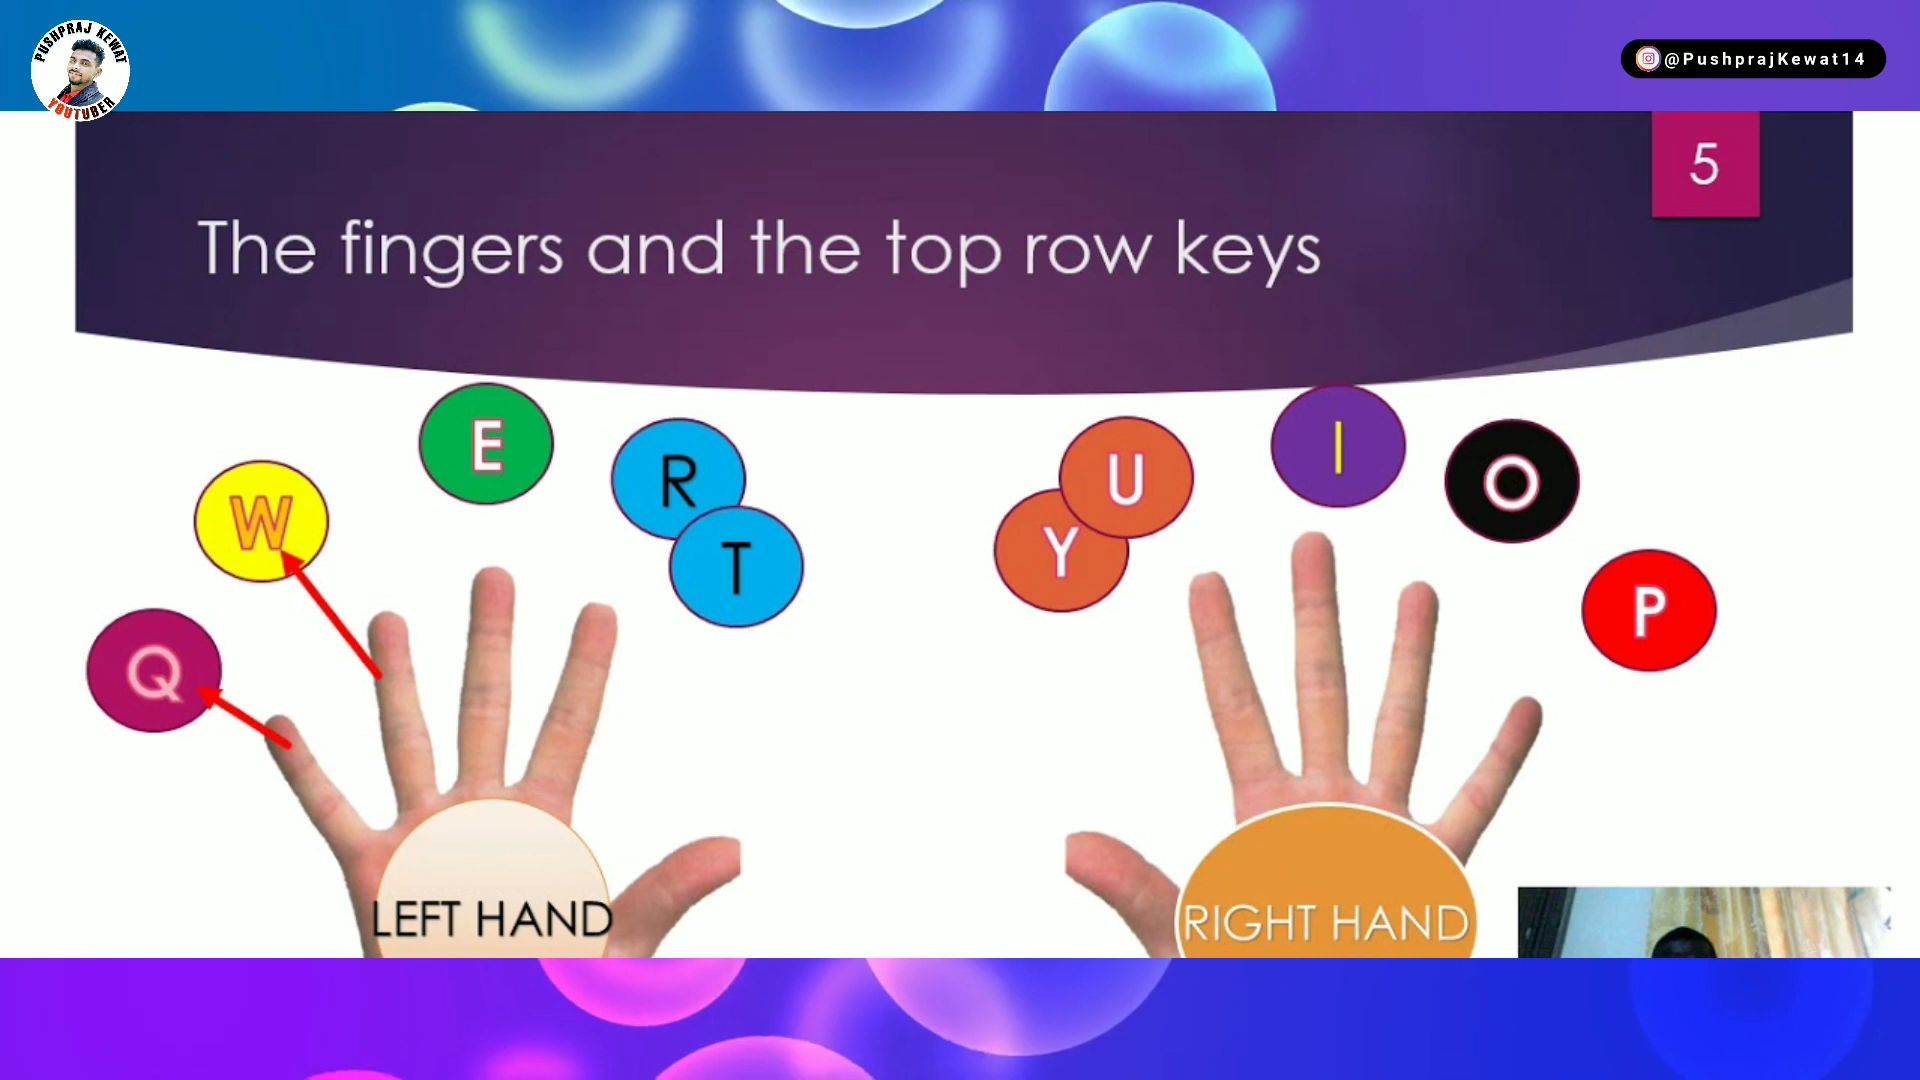 PUSHPRAJ KEWAT
YOUTUBER
@PushprajKewat14
5
The fingers and the top row keys
Q
W
E
R
T
Y
U
I
O
P
LEFT HAND
RIGHT HAND